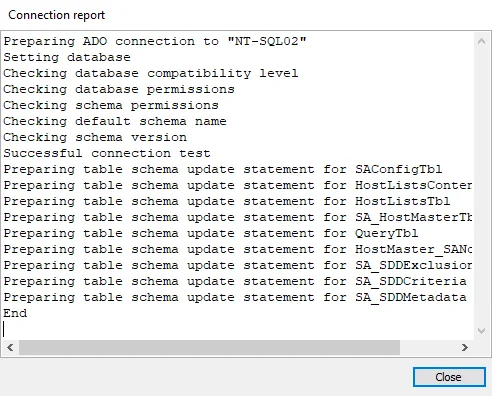 Connection report
Preparing ADO connection to "NT-SQL02"
Setting database
Checking database compatibility level
Checking database permissions
Checking schema permissions
Checking default schema name
Checking schema version
Successful connection test
Preparing table schema update statement for SAConfigTbl
Preparing table schema update statement for HostListsConten
Preparing table schema update statement for HostListsTbl
Preparing table schema update statement for SA_HostMasterTb
Preparing table schema update statement for QueryTbl
Preparing table schema update statement for HostMaster_SANo
Preparing table schema update statement for SA_SDDExclusion
Preparing table schema update statement for SA_SDDCriteria
Preparing table schema update statement for SA_SDDMetadata
End
Close